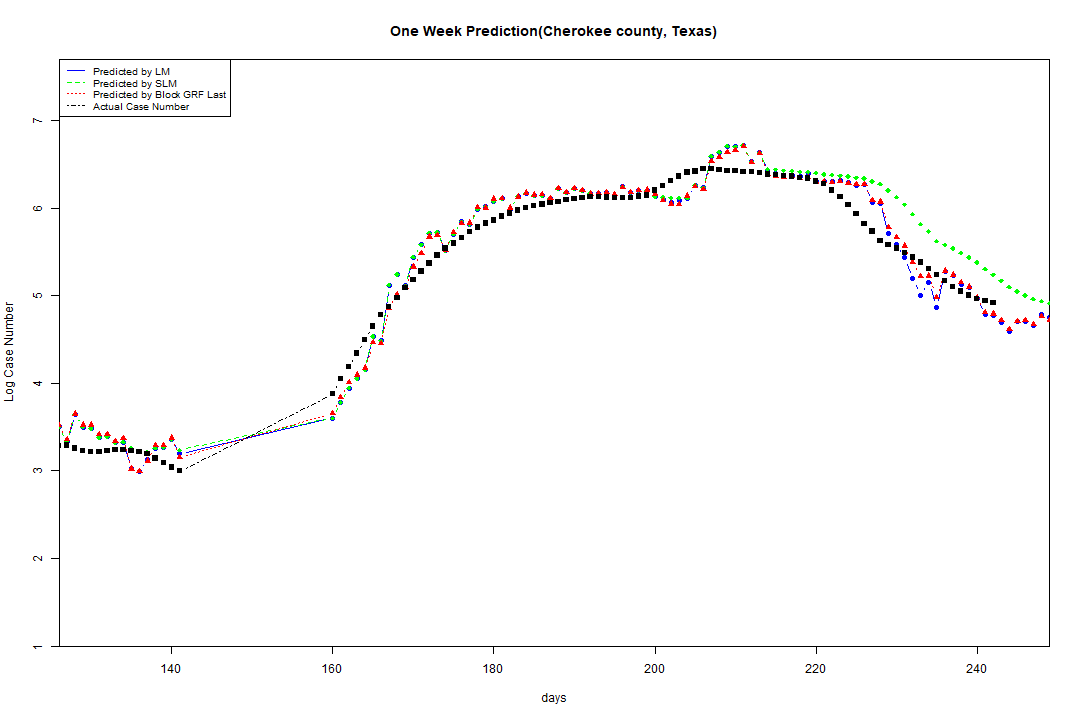 One Week Prediction(Cherokee county, Texas)
Predicted by LM
Predicted by SLM
Predicted by Block GRF Last
Actual Case Number
7
6
5
4
3
2
1
Log Case Number
140 160 180 200 220 240
days